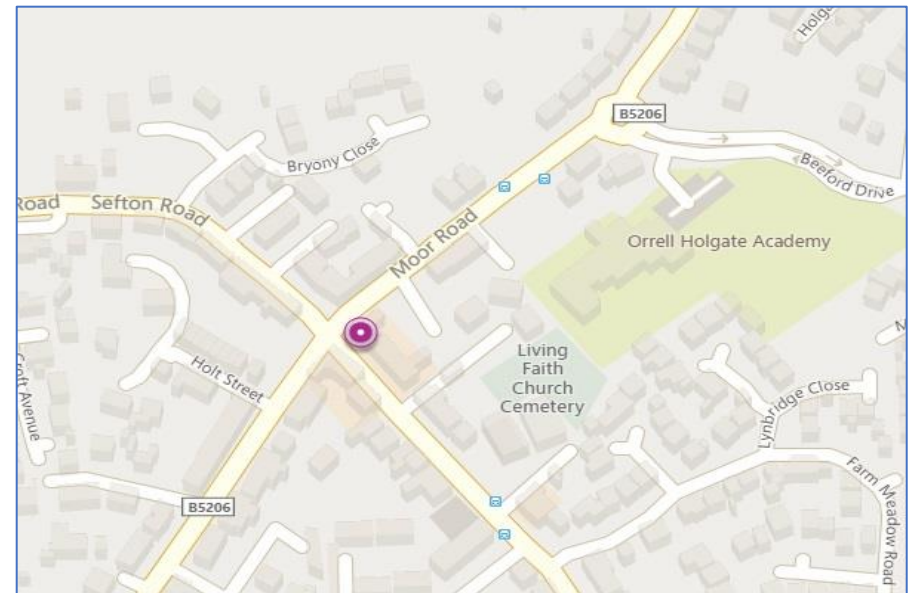 Holga
B5206
Bryony Close
Beeford Drive
Road
Sefton Road
Moor Road
Orrell Holgate Academy
Living
Faith
Church
Cemetery
Holt Street
Croft Avenue
Lynbridge Close
Farm Meadow Road
B5206